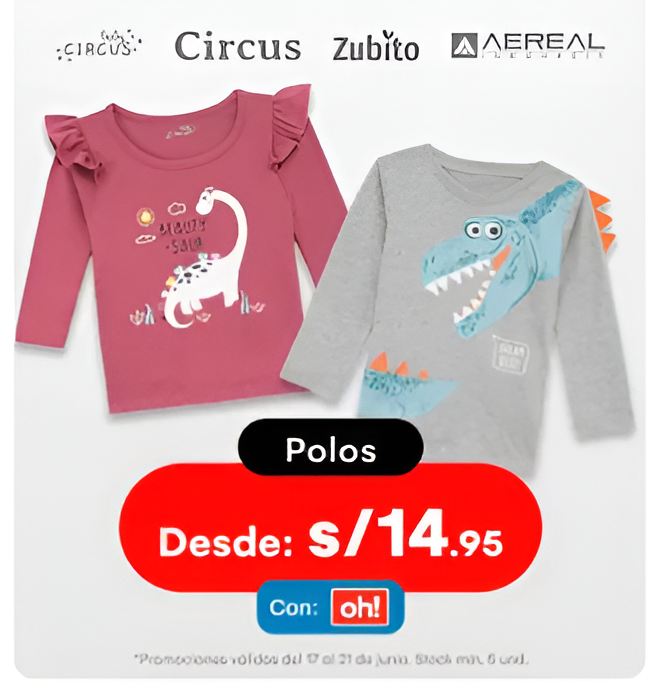 baby CIRCUS Circus Zubito AEREAL
Polos
Desde: s/14.95
Con: oh!
*Promociones válidas del 17 al 21 de junio. Stock mín. 6 und.